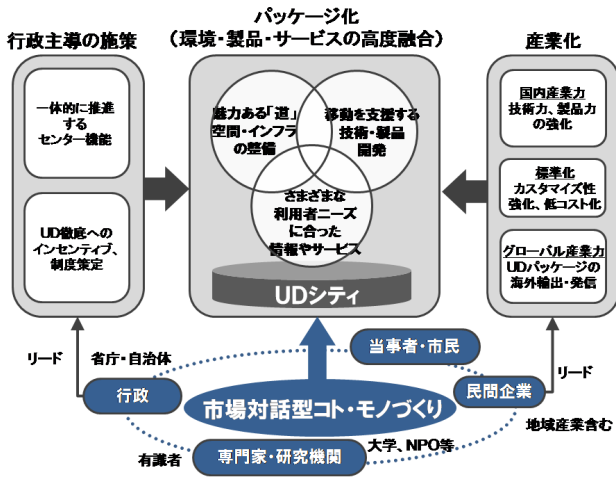 パッケージ化
(環境・製品・サービスの高度融合)
行政主導の施策
産業化
一体的に推進
する
センター機能
UD徹底への
インセンティブ、
制度策定
魅力ある「道」
空間・インフラ
の整備
移動を支援する
技術・製品
開発
さまざまな
利用者ニーズ
に合った
情報やサービス
UDシティ
国内産業力
技術力、製品力
の強化
標準化
カスタマイズ性
強化、低コスト化
グローバル産業力
UDパッケージの
海外輸出・発信
リード
省庁・自治体
当事者・市民
リード
行政
民間企業
市場対話型コト・モノづくり
地域産業含む
有識者
専門家・研究機関
大学、NPO等